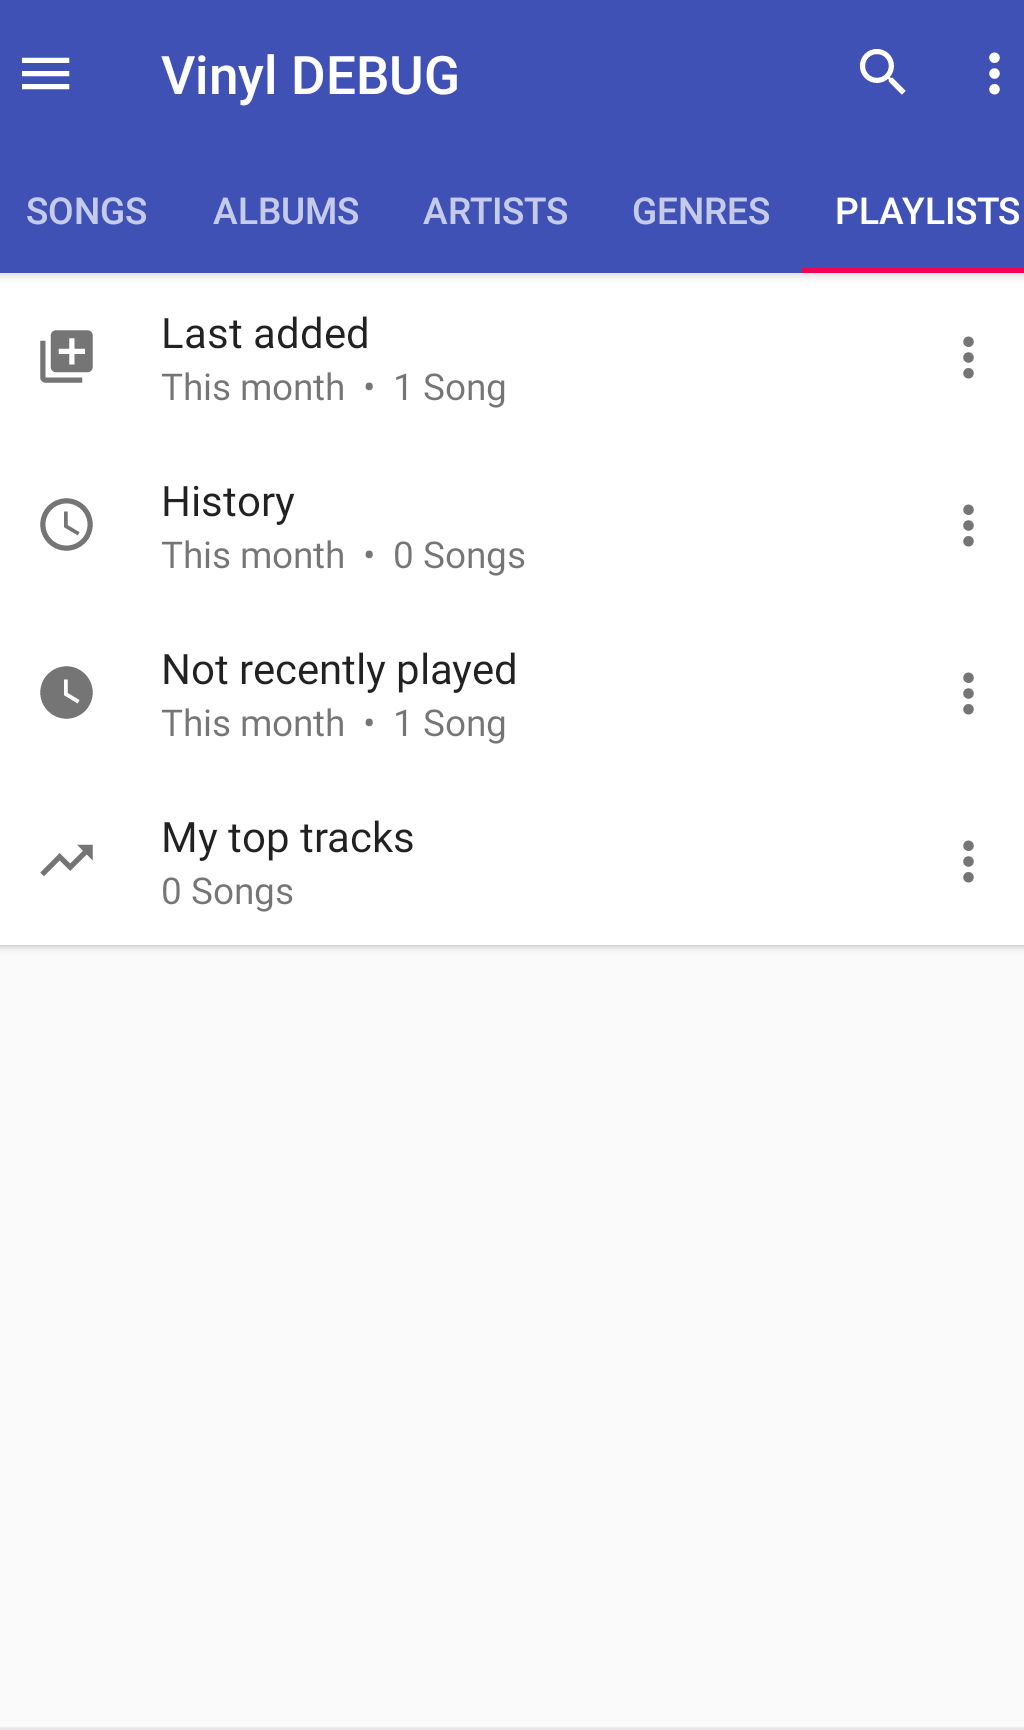 Vinyl DEBUG
SONGS ALBUMS ARTISTS GENRES PLAYLISTS
Last added
This month • 1 Song
History
This month • 0 Songs
Not recently played
This month • 1 Song
My top tracks
0 Songs